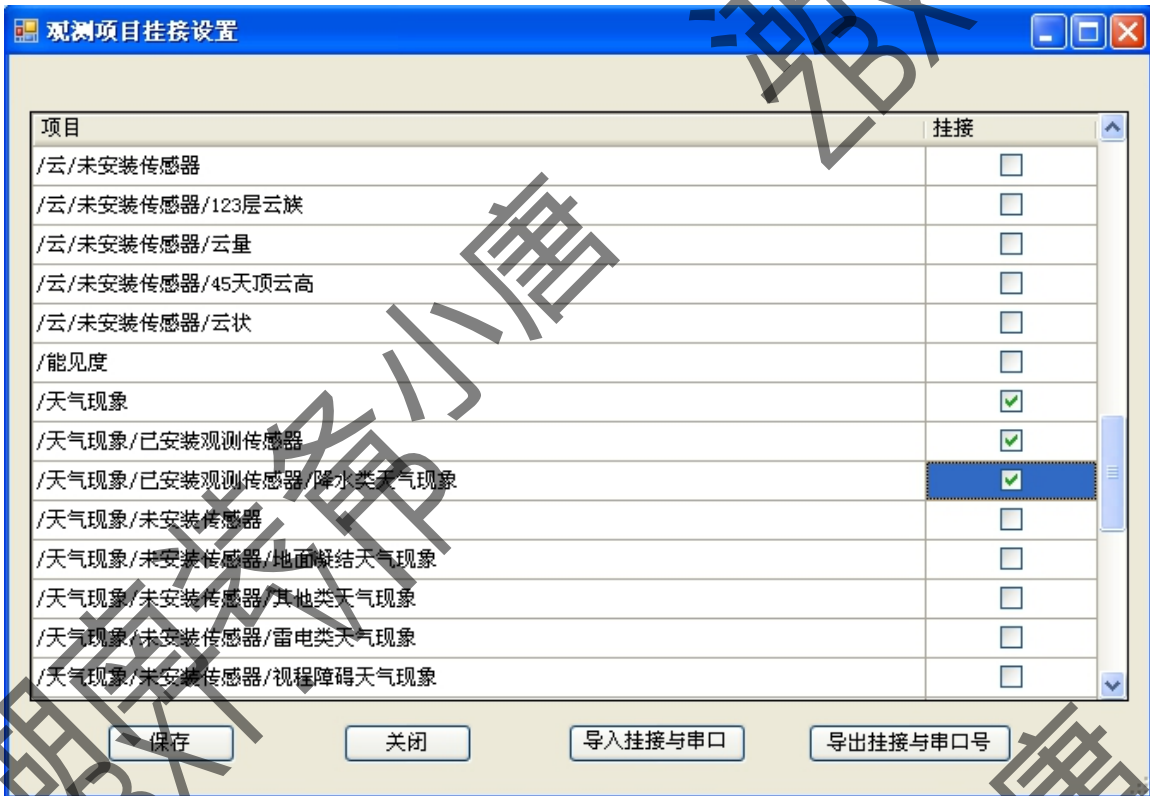 观测项目挂接设置
项目 挂接
/云/未安装传感器
/云/未安装传感器/123层云族
/云/未安装传感器/云量
/云/未安装传感器/45天顶云高
/云/未安装传感器/云状
/能见度
/天气现象
/天气现象/已安装观测传感器
/天气现象/已安装观测传感器/降水类天气现象
/天气现象/未安装传感器
/天气现象/未安装传感器/地面凝结天气现象
/天气现象/未安装传感器/其他类天气现象
/天气现象/未安装传感器/雷电类天气现象
/天气现象/未安装传感器/视程障碍天气现象
保存 关闭 导入挂接与串口 导出挂接与串口号
湖南装备小唐